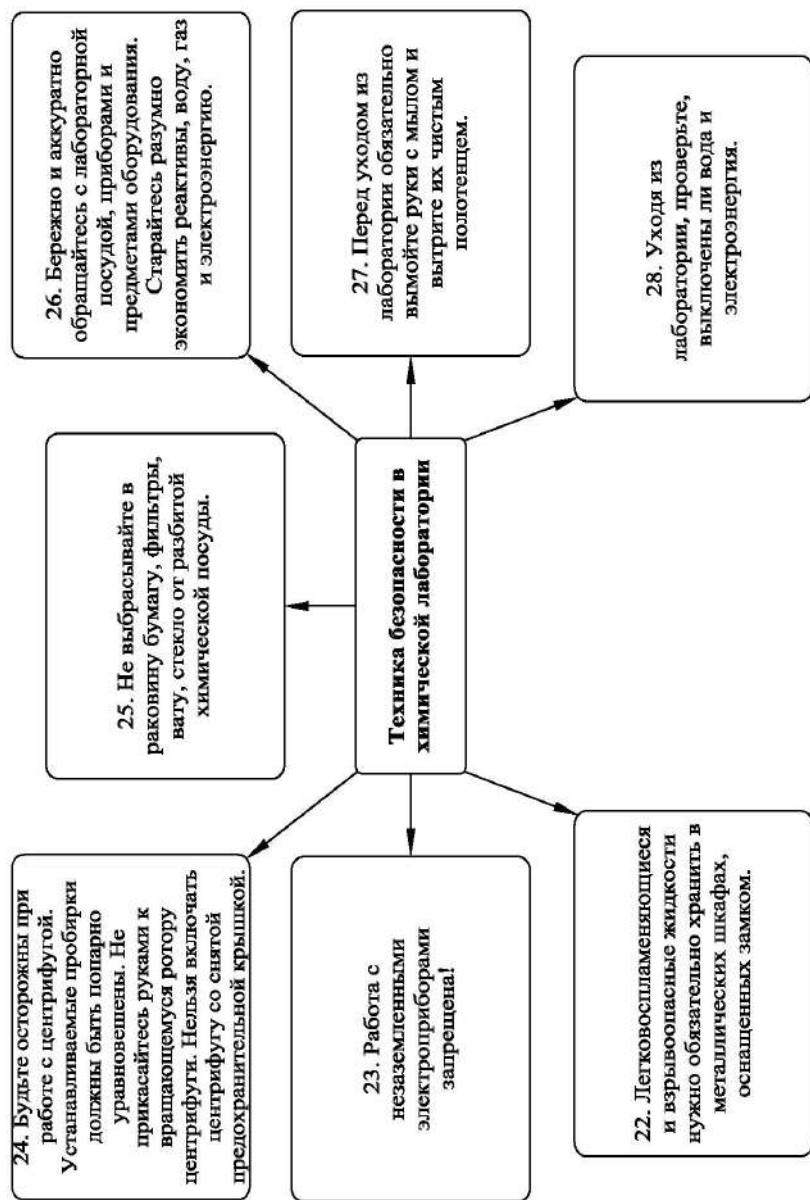 24. Будьте осторожны при
работе с центрифугой.
Устанавливаемые пробирки
должны быть попарно
уравновешены. Не
прикасайтесь руками к
вращающемуся ротору
центрифуги. Нельзя включать
центрифугу со снятой
предохранительной крышкой.
25. Не выбрасывайте в
раковину бумагу, фильтры,
вату, стекло от разбитой
химической посуды.
26. Бережно и аккуратно
обращайтесь с лабораторной
посудой, приборами и
предметами оборудования.
Старайтесь разумно
экономить реактивы, воду, газ
и электроэнергию.
23. Работа с
незаземленными
электроприборами
запрещена!
Техника безопасности в
химической лаборатории
27. Перед уходом из
лаборатории обязательно
вымойте руки с мылом и
вытрите их чистым
полотенцем.
22. Легковоспламеняющиеся
и взрывоопасные жидкости
нужно обязательно хранить в
металлических шкафах,
оснащенных замком.
28. Уходя из
лаборатории, проверьте,
выключены ли вода и
электроэнергия.